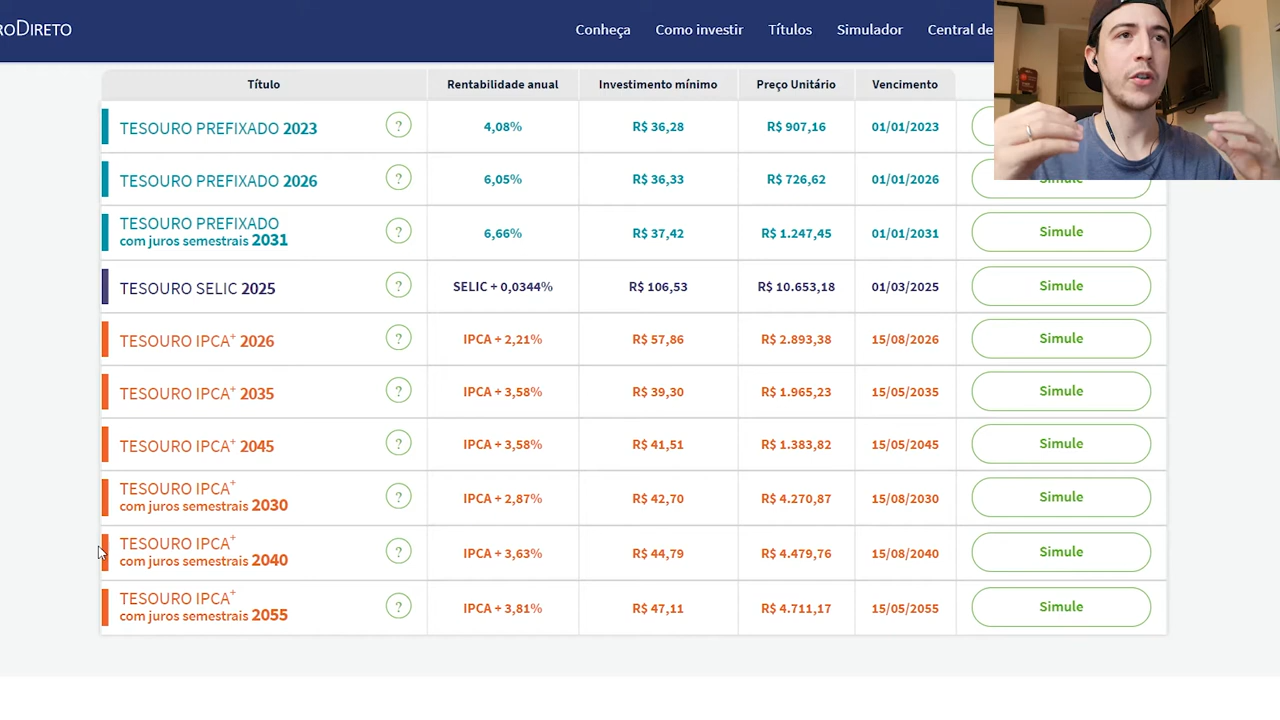 RODIRETO
Conheça Como investir Títulos Simulador Central de
Título Rentabilidade anual Investimento mínimo Preço Unitário Vencimento
TESOURO PREFIXADO 2023 ? 4,08% R$ 36,28 R$ 907,16 01/01/2023
TESOURO PREFIXADO 2026 ? 6,05% R$ 36,33 R$ 726,62 01/01/2026 Simule
TESOURO PREFIXADO
com juros semestrais 2031 ? 6,66% R$ 37,42 R$ 1.247,45 01/01/2031 Simule
TESOURO SELIC 2025 ? SELIC + 0,0344% R$ 106,53 R$ 10.653,18 01/03/2025 Simule
TESOURO IPCA+ 2026 ? IPCA + 2,21% R$ 57,86 R$ 2.893,38 15/08/2026 Simule
TESOURO IPCA+ 2035 ? IPCA + 3,58% R$ 39,30 R$ 1.965,23 15/05/2035 Simule
TESOURO IPCA+ 2045 ? IPCA + 3,58% R$ 41,51 R$ 1.383,82 15/05/2045 Simule
TESOURO IPCA+
com juros semestrais 2030 ? IPCA + 2,87% R$ 42,70 R$ 4.270,87 15/08/2030 Simule
TESOURO IPCA+
com juros semestrais 2040 ? IPCA + 3,63% R$ 44,79 R$ 4.479,76 15/08/2040 Simule
TESOURO IPCA+
com juros semestrais 2055 ? IPCA + 3,81% R$ 47,11 R$ 4.711,17 15/05/2055 Simule